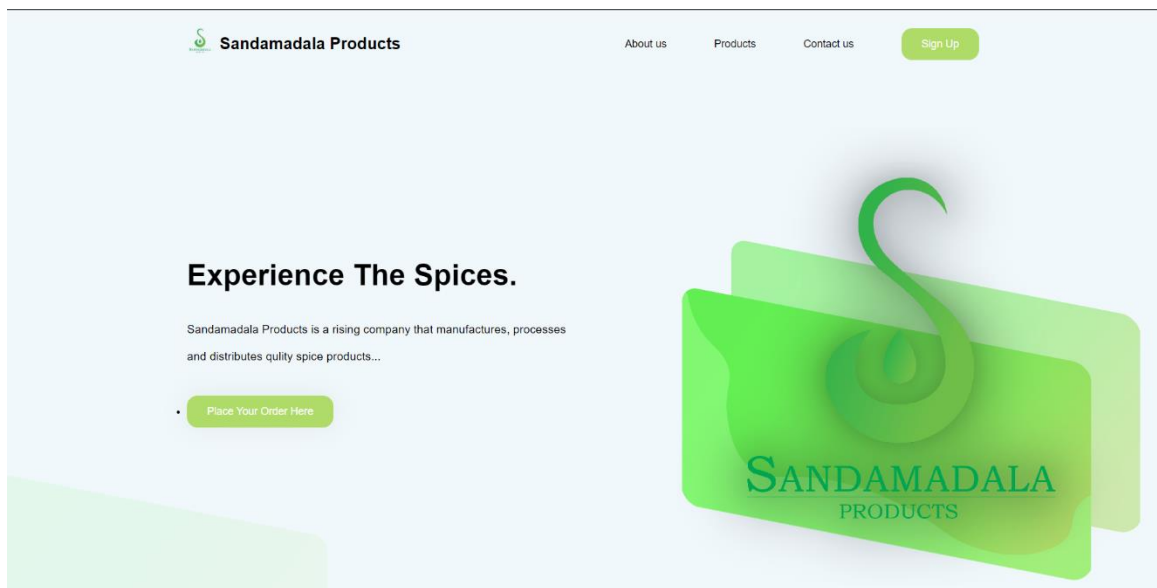 Sandamadala Products
About us
Products
Contact us
Sign Up
Experience The Spices.
Sandamadala Products is a rising company that manufactures, processes
and distributes qulity spice products...
Place Your Order Here
SANDAMADALA
PRODUCTS